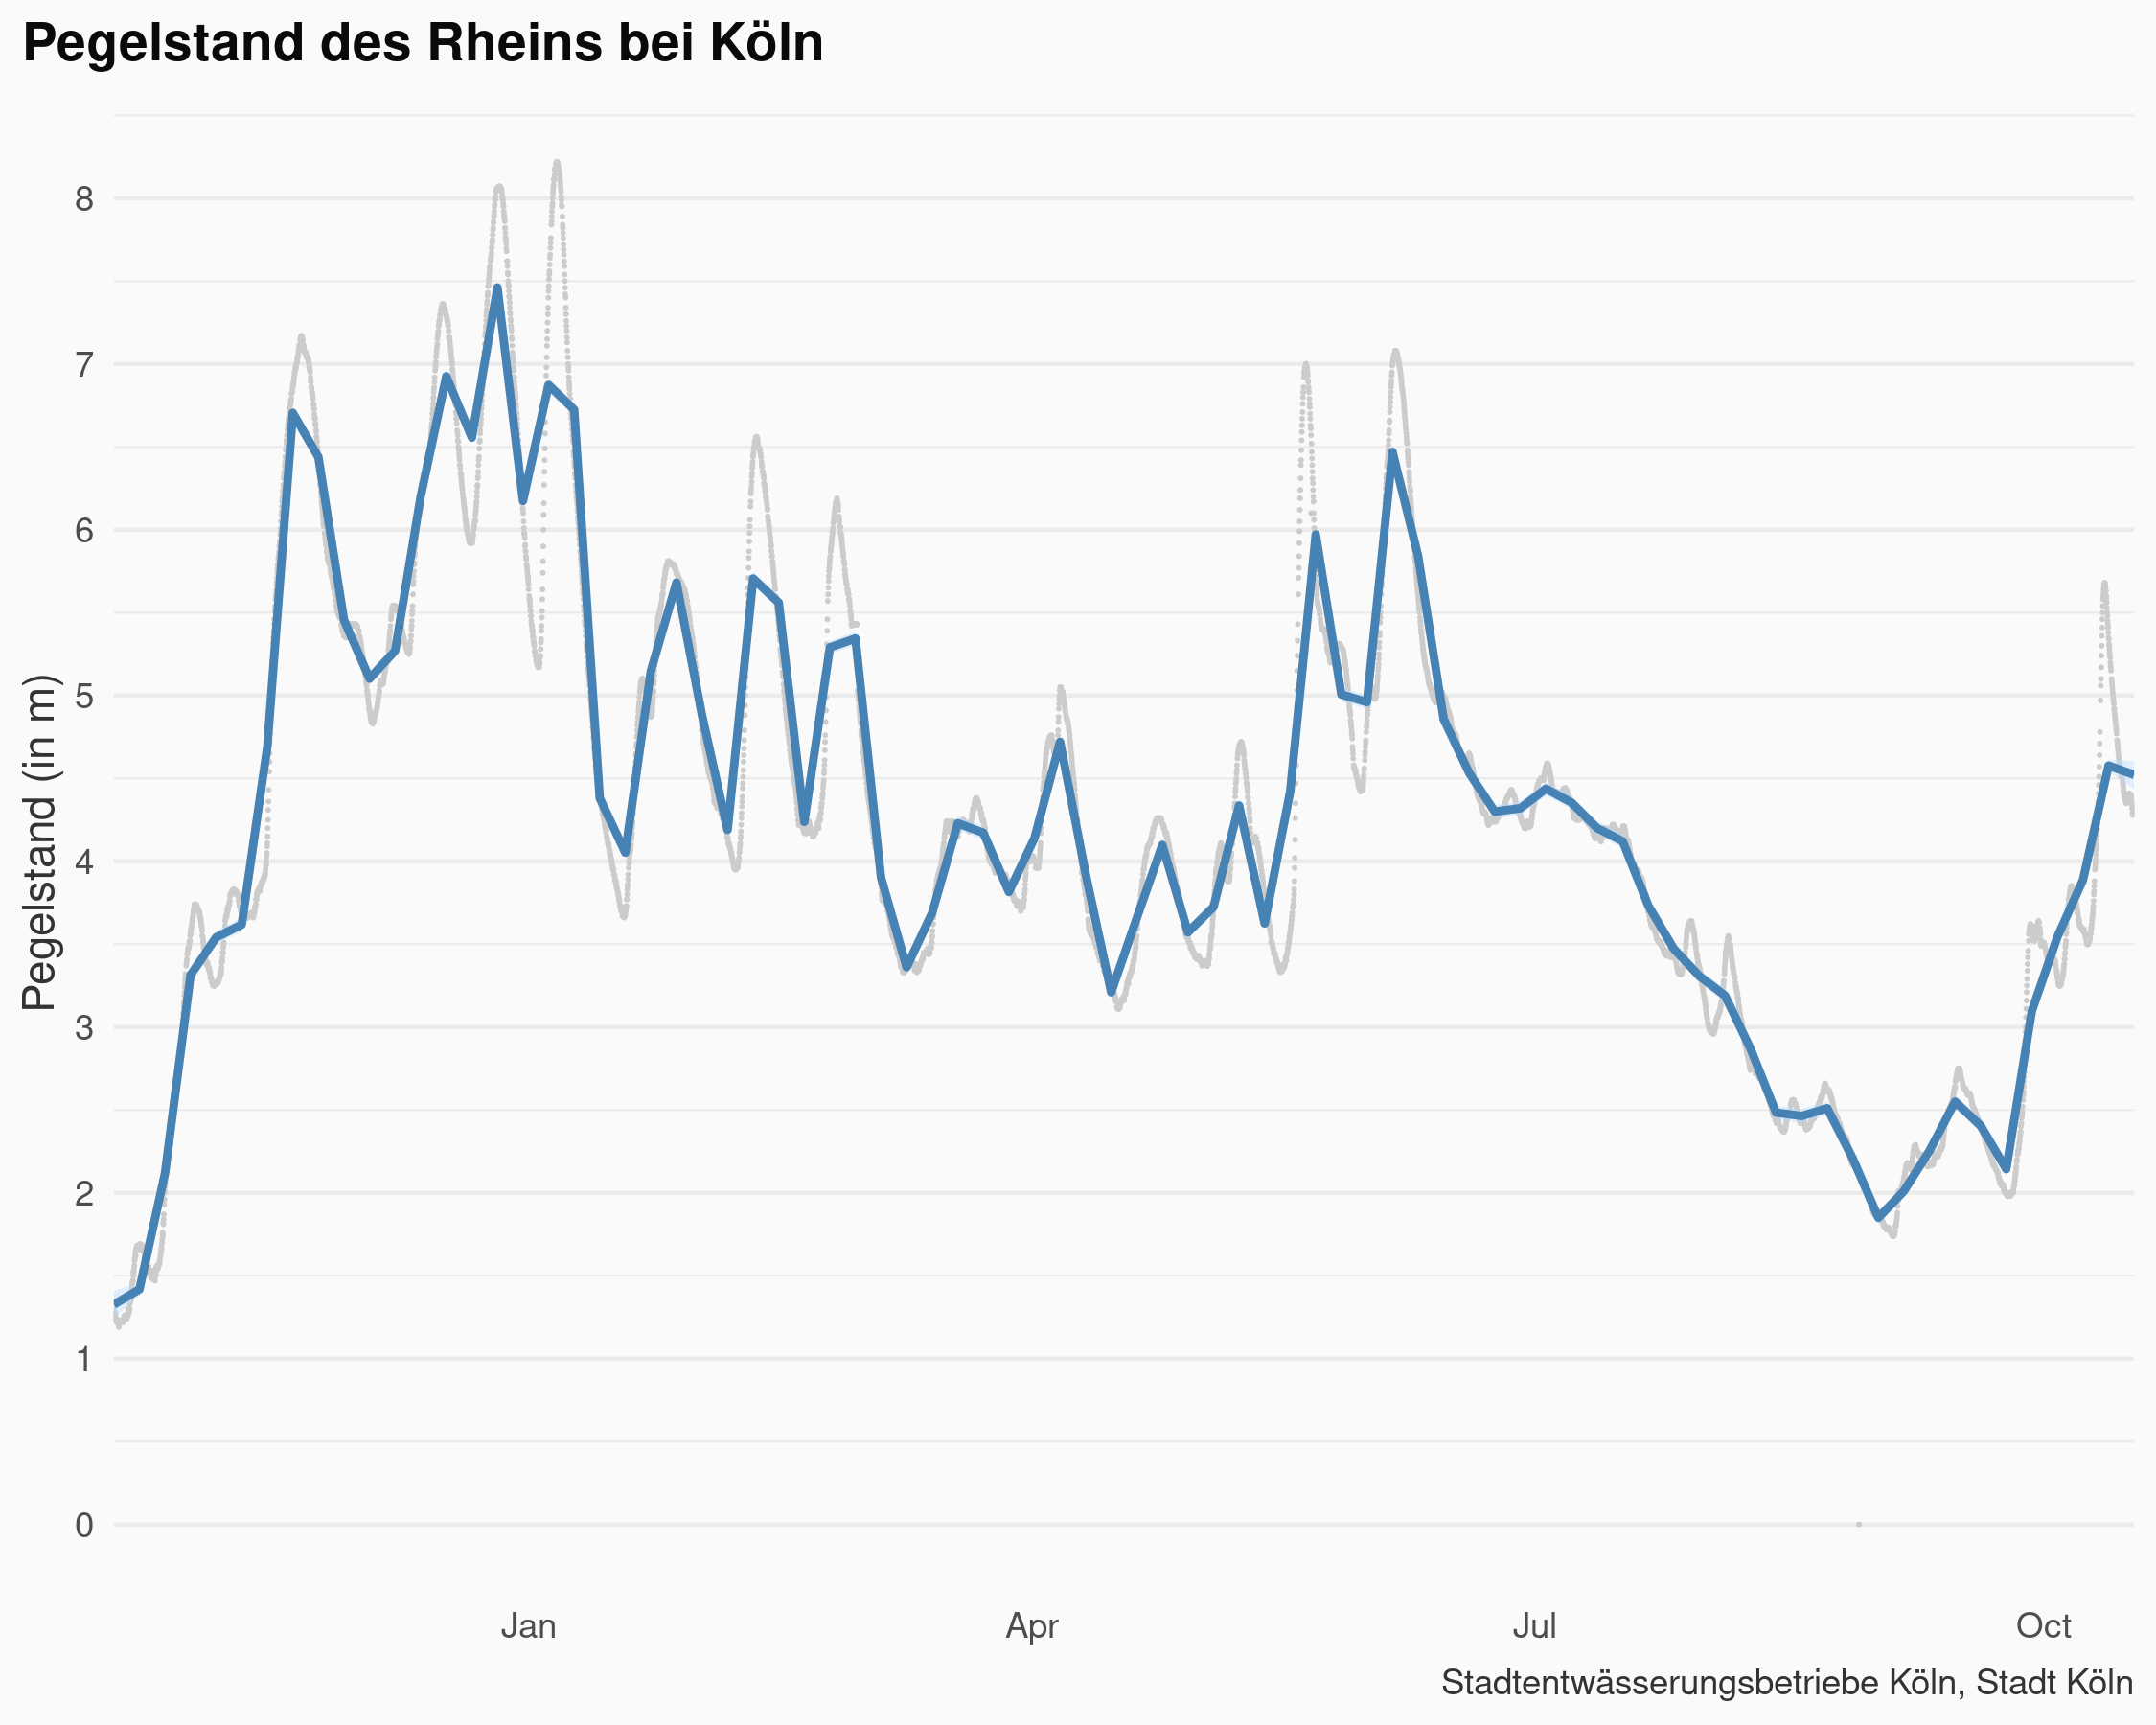 Pegelstand des Rheins bei Köln
Pegelstand (in m)
8
7
6
5
4
3
2
1
0
Jan Apr Jul Oct
Stadtentwässerungsbetriebe Köln, Stadt Köln